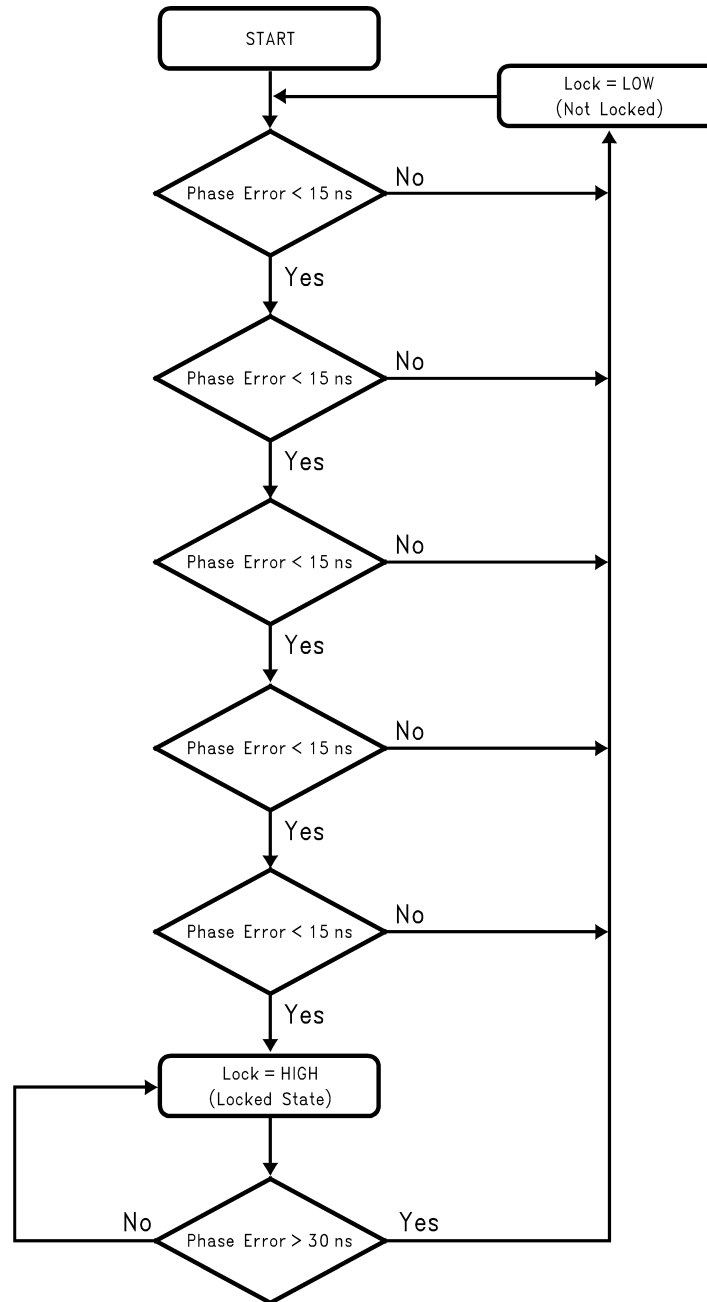 START
Lock = LOW
(Not Locked)
Phase Error < 15 ns
No
Yes
Phase Error < 15 ns
No
Yes
Phase Error < 15 ns
No
Yes
Phase Error < 15 ns
No
Yes
Phase Error < 15 ns
No
Yes
Lock = HIGH
(Locked State)
No
Phase Error > 30 ns
Yes